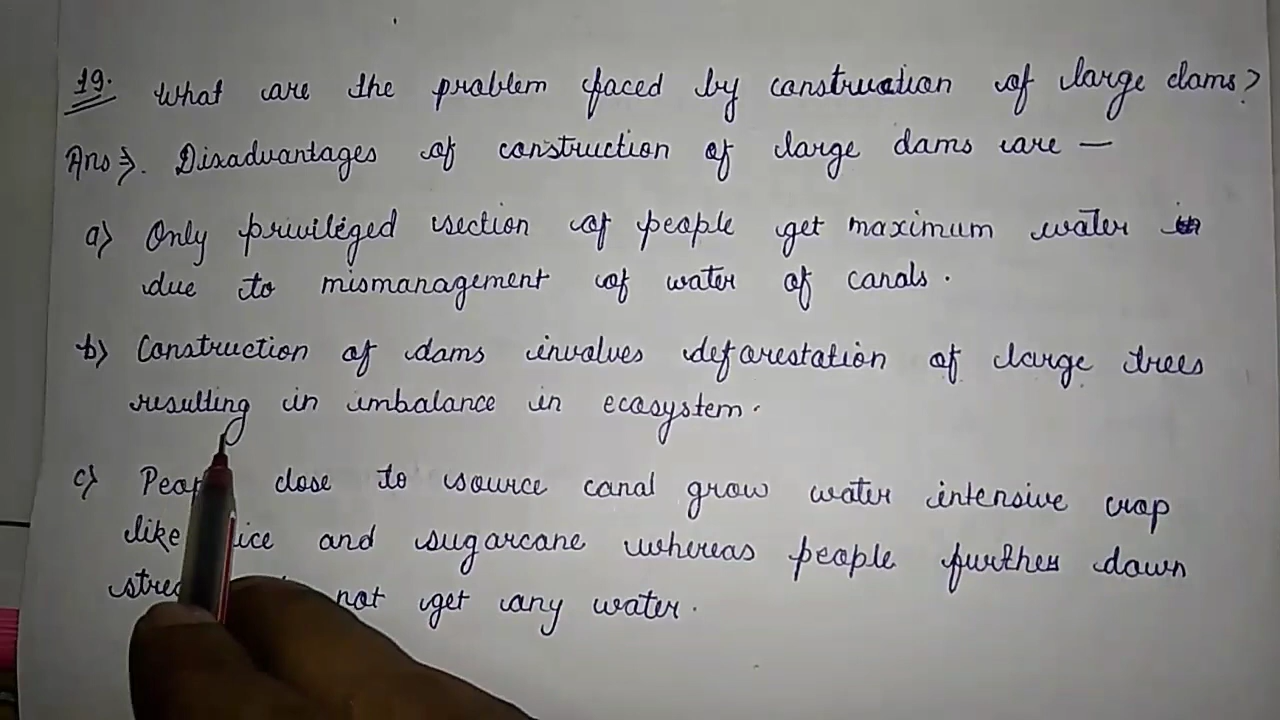 19. What are the problem faced by construction of large dams?
Ans ⇒. Disadvantages of construction of large dams are —
a) Only privileged section of people get maximum water
due to mismanagement of water of canals.
b) Construction of dams involves deforestation of large trees
resulting in imbalance in ecosystem.
c) close to source canal grow water intensive crop
like and sugarcane whereas people further down
not get any water.